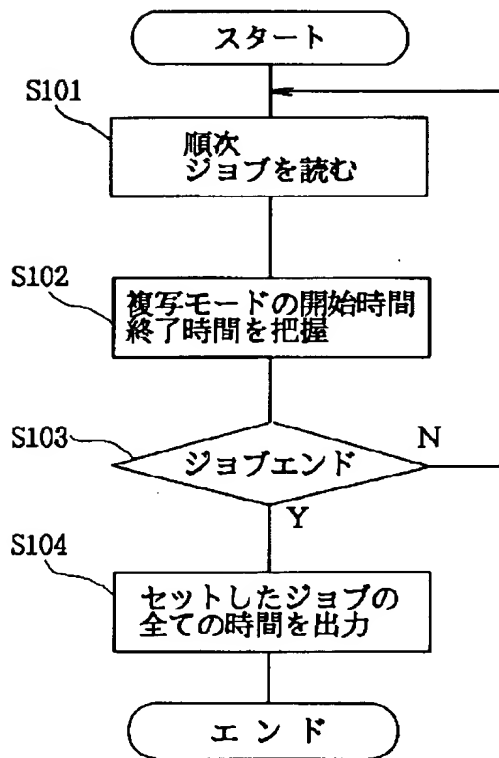 スタート
S101
順次
ジョブを読む
S102
複写モードの開始時間
終了時間を把握
S103
ジョブエンド
N
Y
S104
セットしたジョブの
全ての時間を出力
エンド